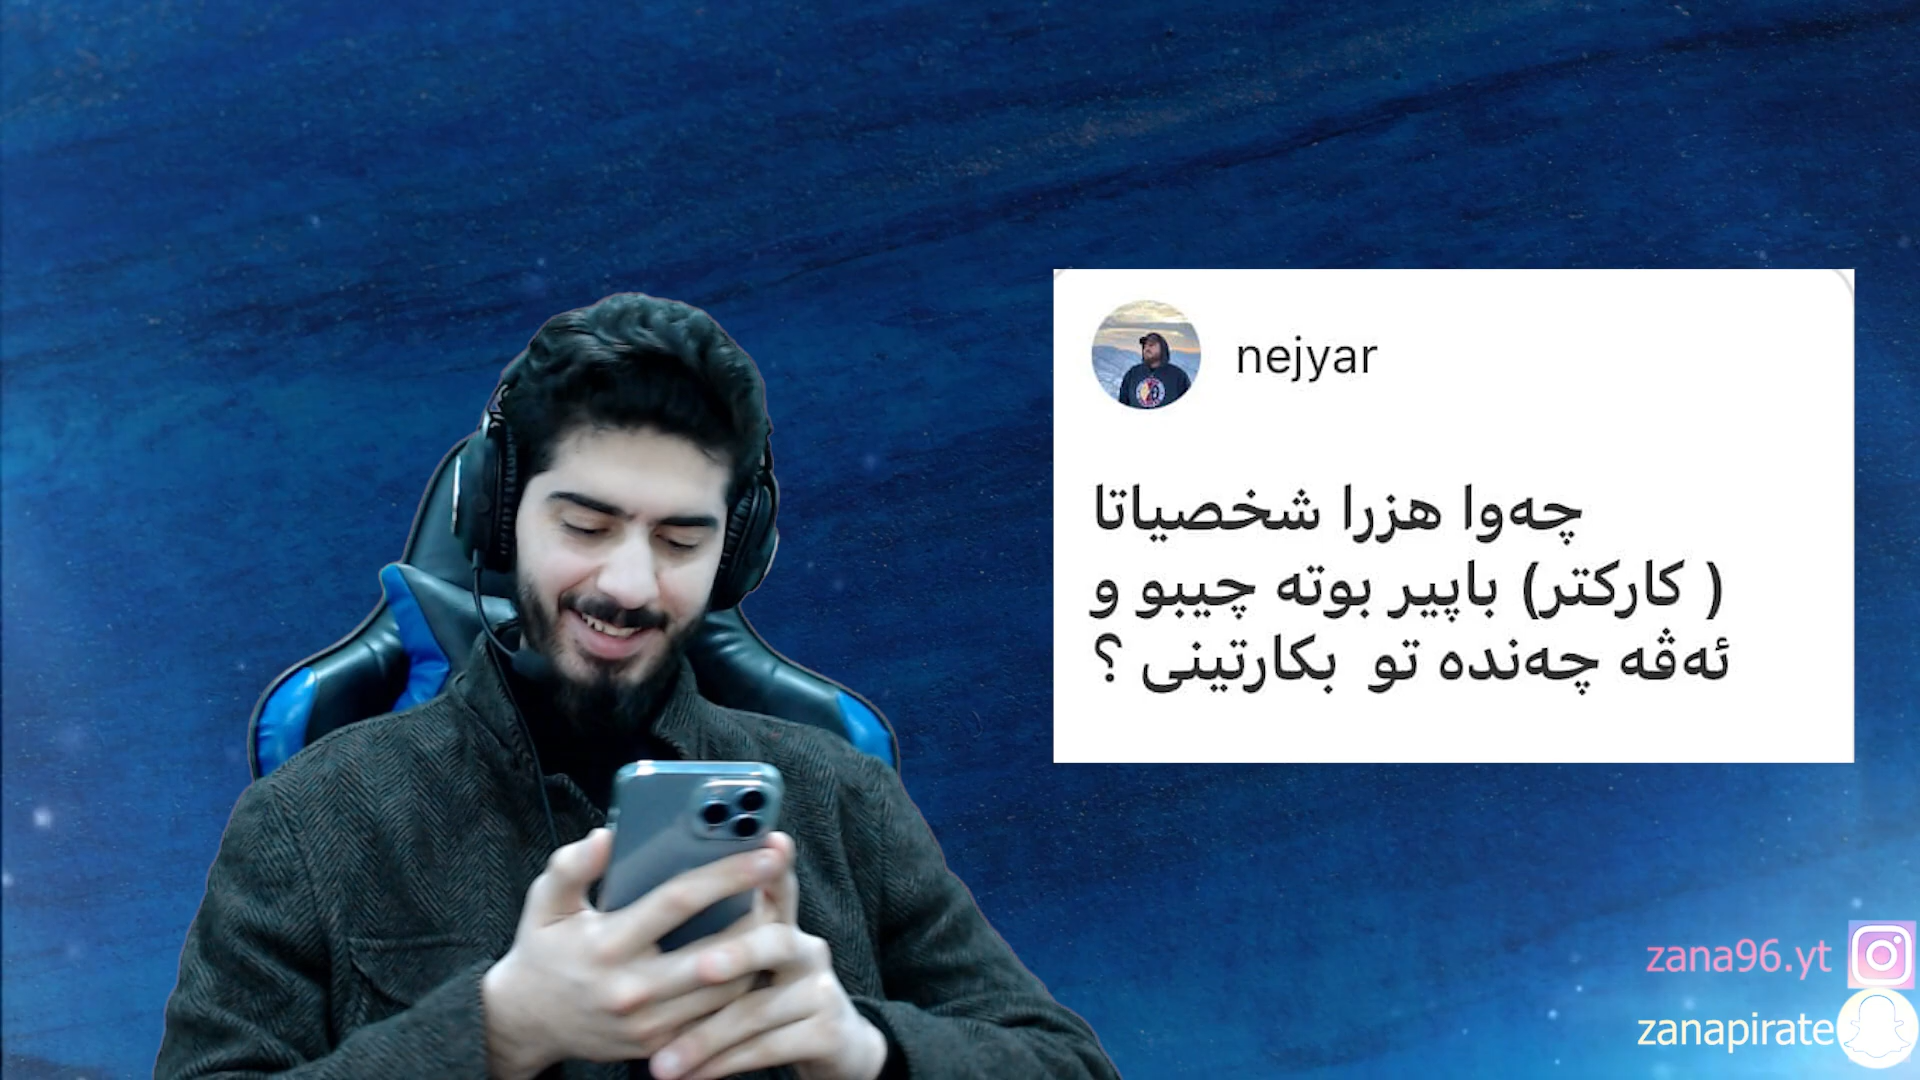 nejyar
چەوا هزرا شخصیاتا
( کارکتر) باپیر بوتە چیبو و
ئەڤە چەندە تو بکارتینی ؟
zana96.yt
zanapirate